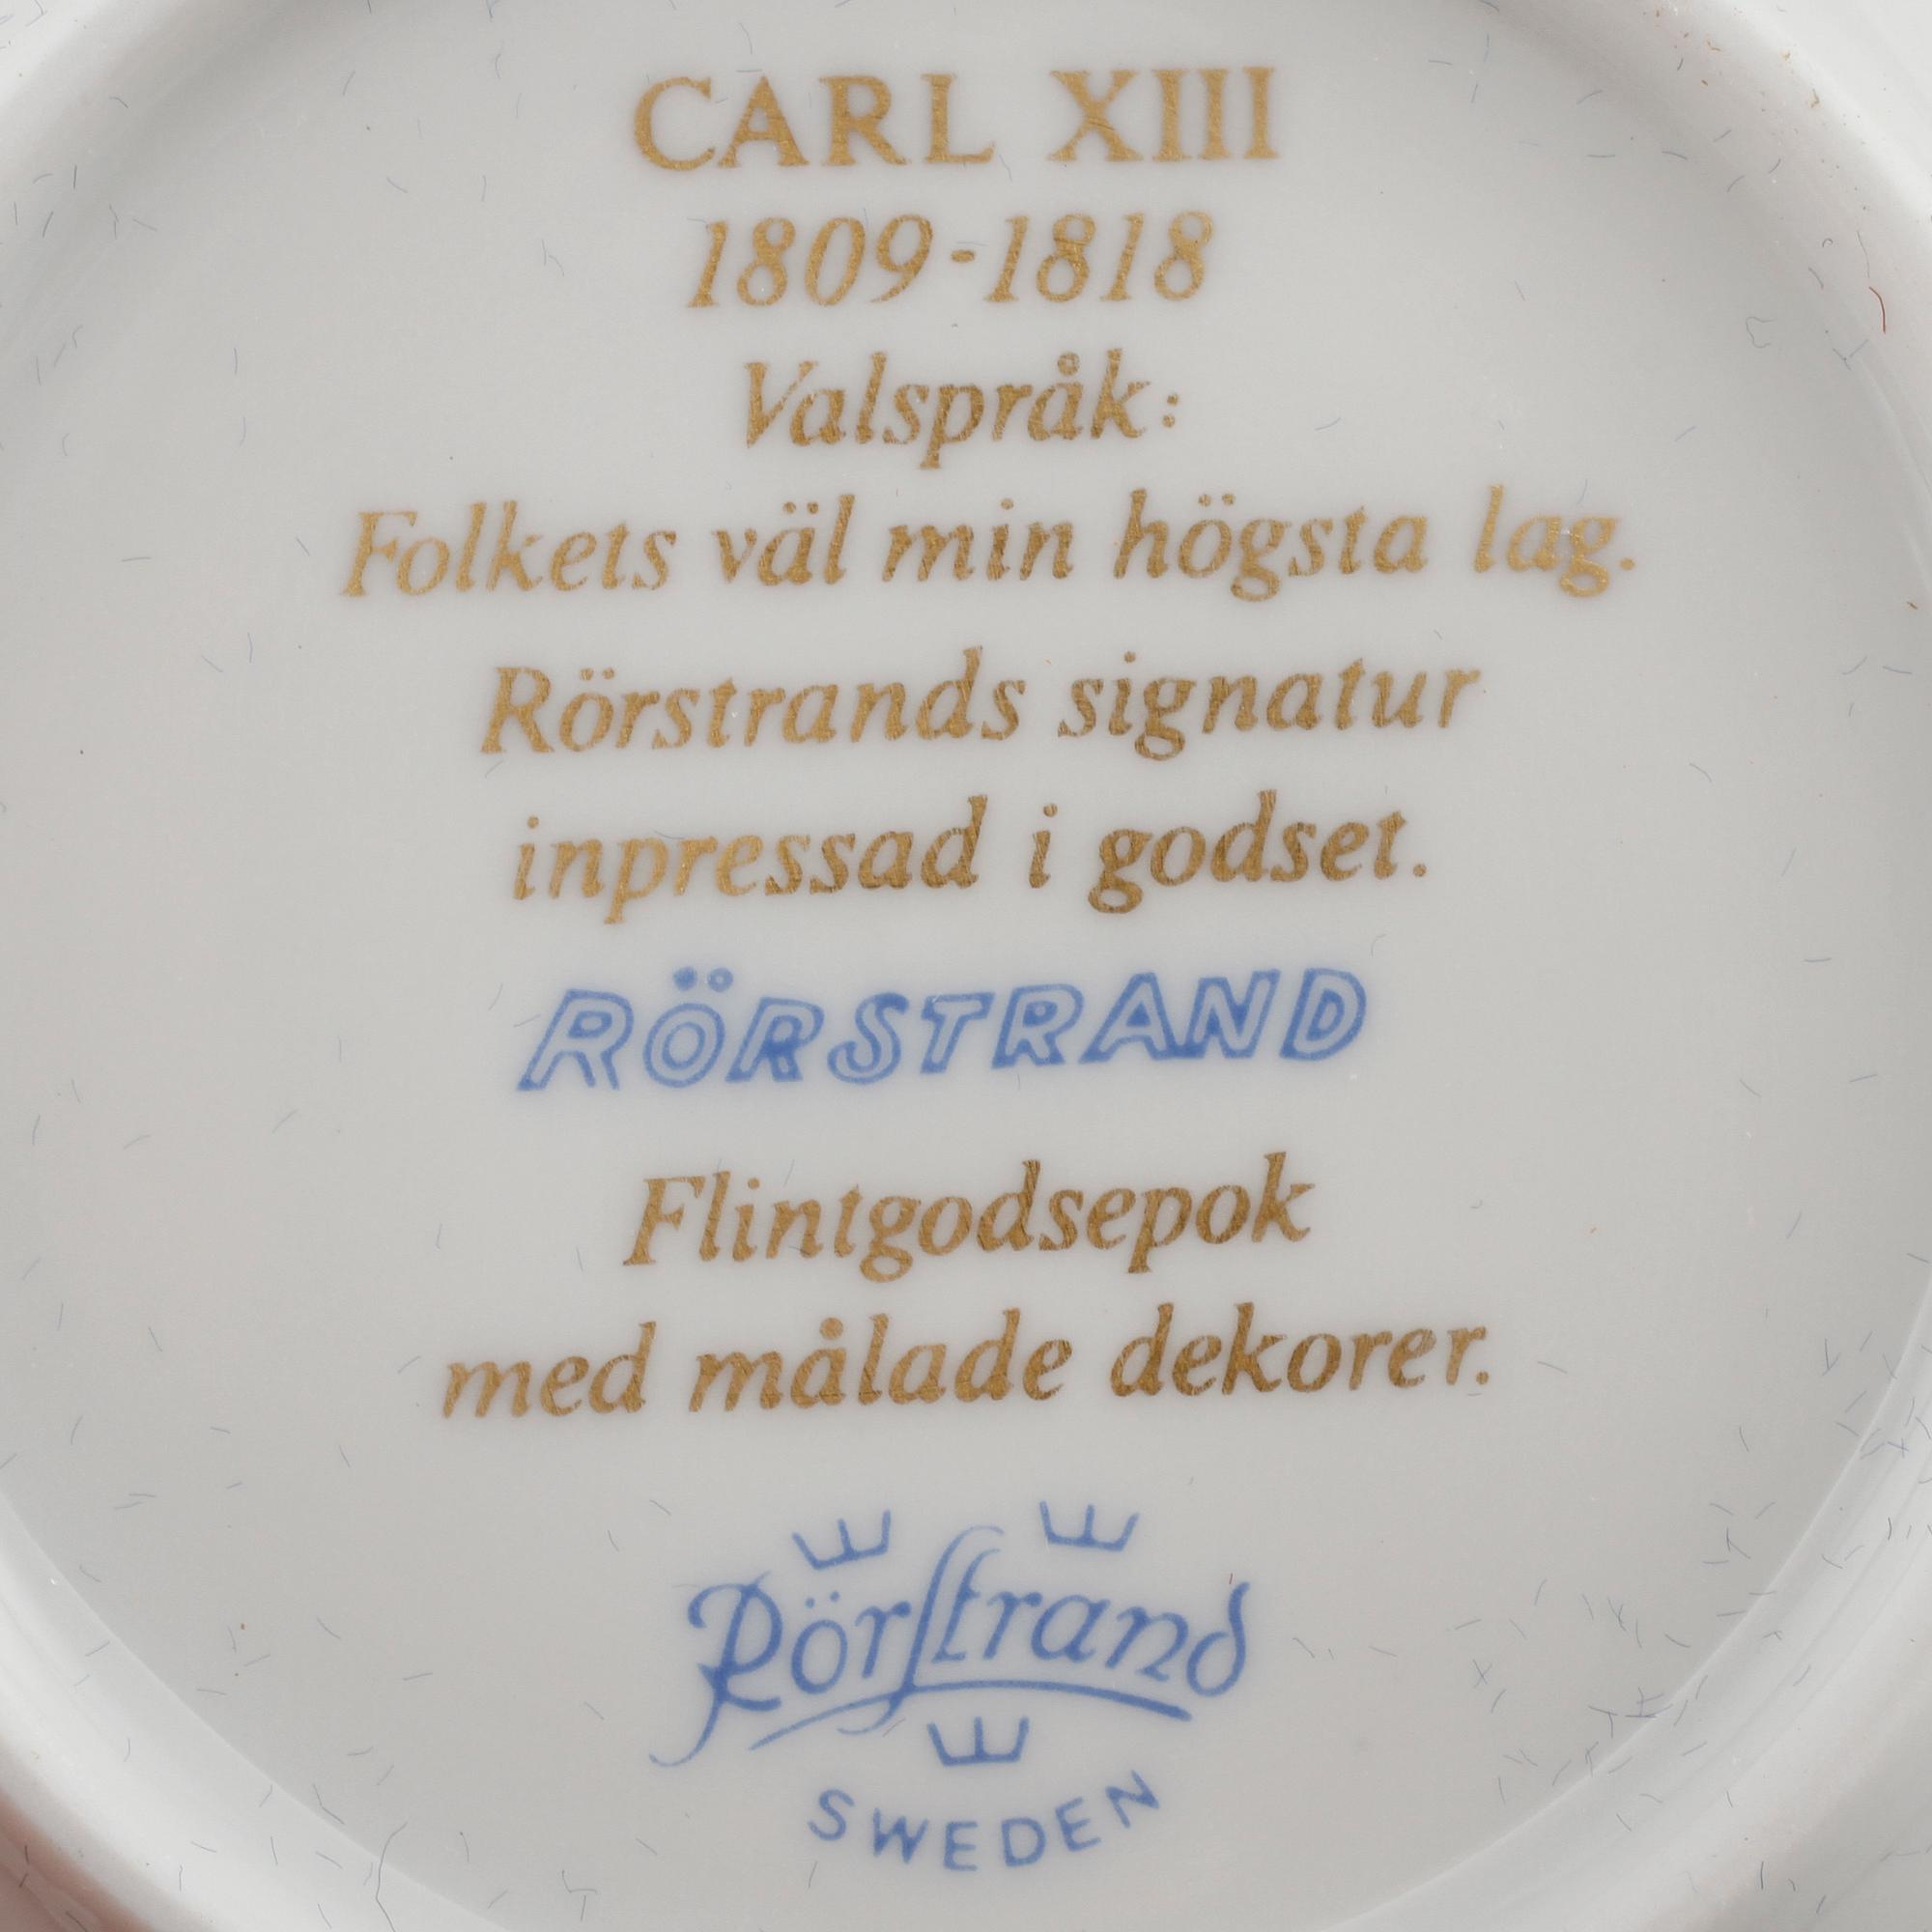 CARL XIII
1809-1818
Valspråk:
Folkets väl min högsta lag.
Rörstrands signatur
inpressad i godset.
RÖRSTRAND
Flintgodsepok
med målade dekorer.
Rörstrand
SWEDEN